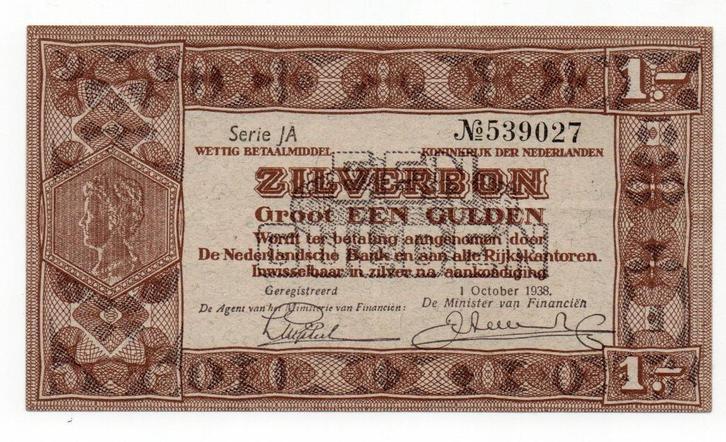 1.–
Serie JA
№539027
WETTIG BETAALMIDDEL
KONINKRIJK DER NEDERLANDEN
ZILVERBON
Groot EEN GULDEN
Wordt ter betaling aangenomen door
De Nederlandsche Bank en aan alle Rijkskantoren.
Inwisselbaar in zilver na aankondiging
Geregistreerd
1 October 1938.
De Agent van het Ministerie van Financiën:
De Minister van Financiën
EEN
GULDEN
1.–